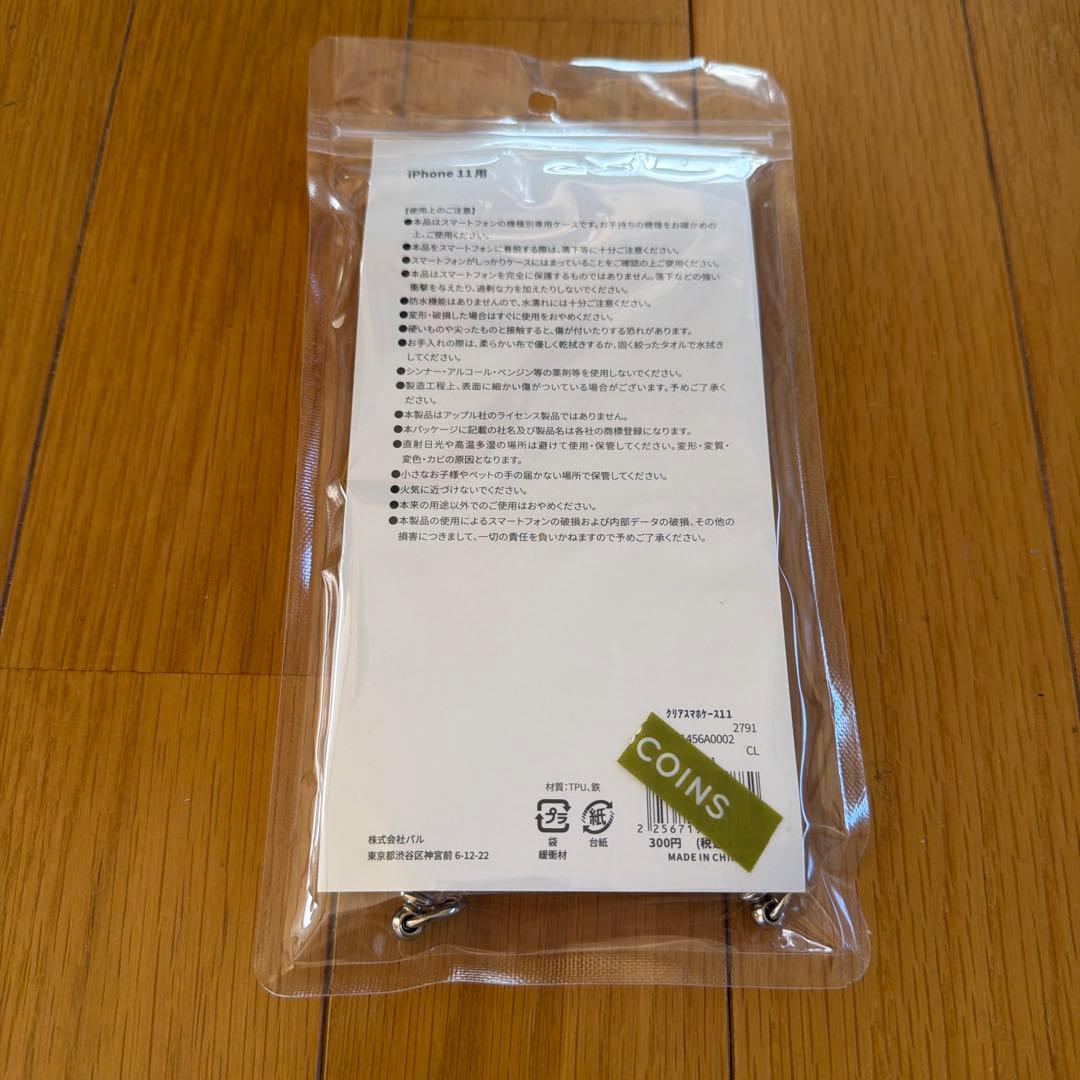 iPhone 11用
【使用上のご注意】
●本品はスマートフォンの機種別専用ケースです。お手持ちの機種をお確かめの
上、ご使用ください。
●本品をスマートフォンに着脱する際は、落下等に十分ご注意ください。
●スマートフォンがしっかりケースにはまっていることをご確認の上ご使用ください。
●本品はスマートフォンを完全に保護するものではありません。落下などの強い
衝撃を与えたり、過剰な力を加えたりしないでください。
●防水機能はありませんので、水濡れには十分ご注意ください。
●変形・破損した場合はすぐに使用をおやめください。
●硬いものや尖ったものと接触すると、傷が付いたりする恐れがあります。
●お手入れの際は、柔らかい布で優しく乾拭きするか、固く絞ったタオルで水拭き
してください。
●シンナー・アルコール・ベンジン等の薬剤等を使用しないでください。
●製造工程上、表面に細かい傷がついている場合がございます。予めご了承く
ださい。
●本製品はアップル社のライセンス製品ではありません。
●本パッケージに記載の社名及び製品名は各社の商標登録になります。
●直射日光や高温多湿の場所は避けて使用・保管してください。変形・変質・
変色・カビの原因となります。
●小さなお子様やペットの手の届かない場所で保管してください。
●火気に近づけないでください。
●本来の用途以外でのご使用はおやめください。
●本製品の使用によるスマートフォンの破損および内部データの破損、その他の
損害につきまして、一切の責任を負いかねますので予めご了承ください。
ｸﾘｱｽﾏﾎｹｰｽ11
2791
456A0002
CL
COINS
材質：TPU、鉄
プラ
紙
袋
緩衝材
台紙
2 25671
300円 (税
MADE IN CHI
株式会社パル
東京都渋谷区神宮前 6-12-22